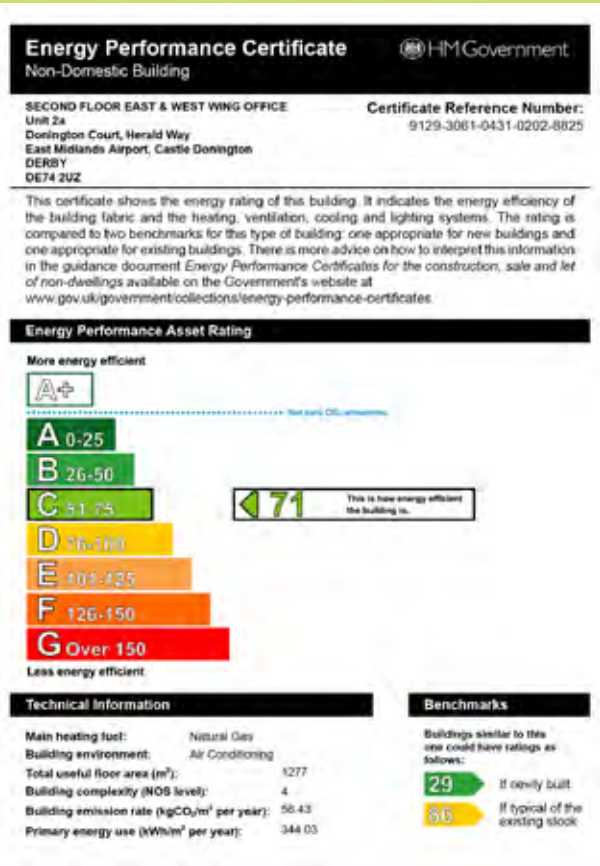 Energy Performance Certificate
HM Government
Non-Domestic Building
SECOND FLOOR EAST & WEST WING OFFICE
Unit 2a
Donington Court, Herald Way
East Midlands Airport, Castle Donington
DERBY
DE74 2UZ
Certificate Reference Number:
9129-3061-0431-0202-8825
This certificate shows the energy rating of this building. It indicates the energy efficiency of
the building fabric and the heating, ventilation, cooling and lighting systems. The rating is
compared to two benchmarks for this type of building: one appropriate for new buildings and
one appropriate for existing buildings. There is more advice on how to interpret this information
in the guidance document Energy Performance Certificates for the construction, sale and let
of non-dwellings available on the Government's website at
www.gov.uk/government/collections/energy-performance-certificates.
Energy Performance Asset Rating
More energy efficient
A+
Net zero CO₂ emissions
A 0-25
B 26-50
C 51-75
71
This is how energy efficient
the building is.
D 76-100
E 101-125
F 126-150
G Over 150
Less energy efficient
Technical Information
Main heating fuel: Natural Gas
Building environment: Air Conditioning
Total useful floor area (m²): 1277
Building complexity (NOS level): 4
Building emission rate (kgCO₂/m² per year): 58.43
Primary energy use (kWh/m² per year): 344.03
Benchmarks
Buildings similar to this
one could have ratings as
follows:
29 If newly built
86 If typical of the
existing stock